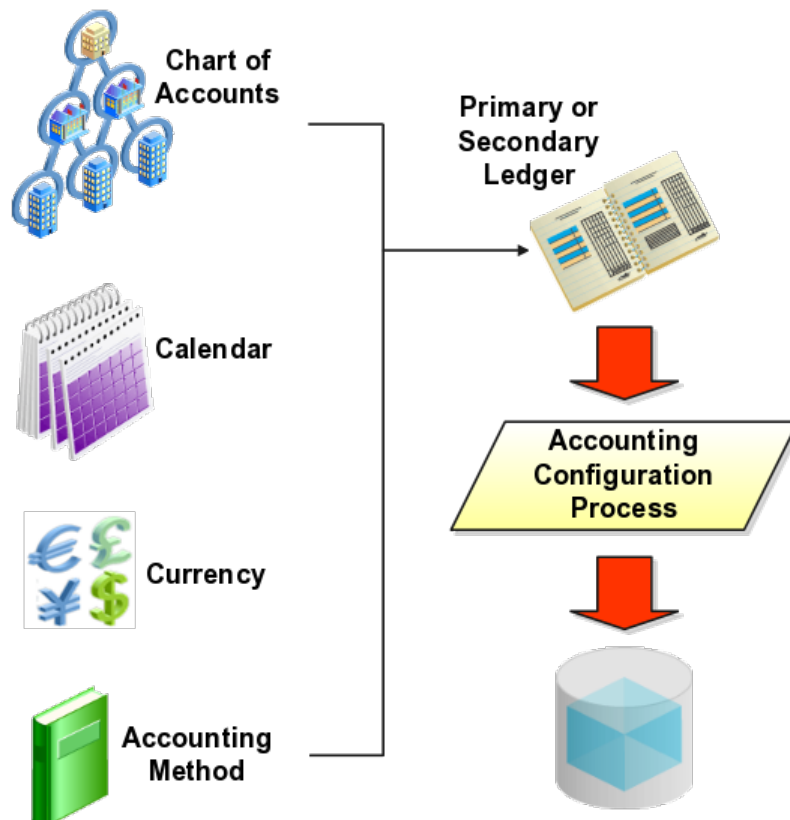 Chart of
Accounts
Primary or
Secondary
Ledger
Calendar
Accounting
Configuration
Process
Currency
Accounting
Method